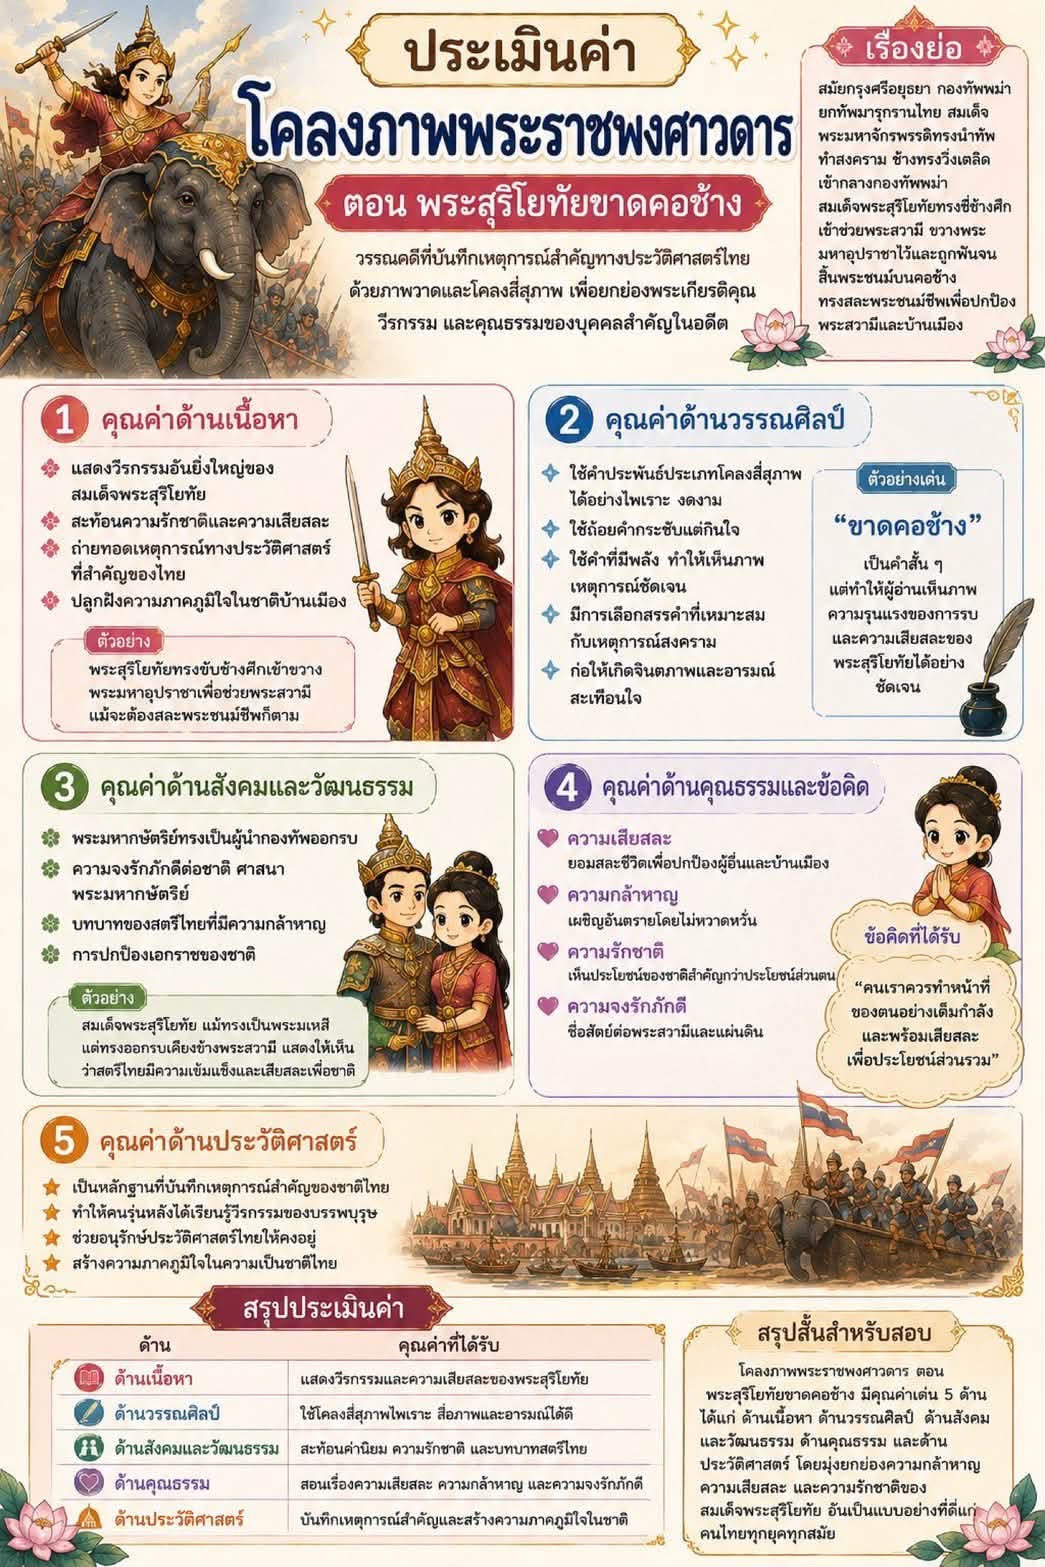 ประเมินค่า
โคลงภาพพระราชพงศาวดาร
ตอน พระสุริโยทัยขาดคอช้าง
วรรณคดีที่บันทึกเหตุการณ์สำคัญทางประวัติศาสตร์ไทย
ด้วยภาพวาดและโคลงสี่สุภาพ เพื่อยกย่องพระเกียรติคุณ
วีรกรรม และคุณธรรมของบุคคลสำคัญในอดีต
เรื่องย่อ
สมัยกรุงศรีอยุธยา กองทัพพม่า
ยกทัพมารุกรานไทย สมเด็จ
พระมหาจักรพรรดิทรงนำทัพ
ทำสงคราม ช้างทรงวิ่งเตลิด
เข้ากลางกองทัพพม่า
สมเด็จพระสุริโยทัยทรงขี่ช้างศึก
เข้าช่วยพระสวามี ขวางพระ
มหาอุปราชาไว้และถูกฟันจน
สิ้นพระชนม์บนคอช้าง
ทรงสละพระชนม์ชีพเพื่อปกป้อง
พระสวามีและบ้านเมือง
1 คุณค่าด้านเนื้อหา
แสดงวีรกรรมอันยิ่งใหญ่ของ
สมเด็จพระสุริโยทัย
สะท้อนความรักชาติและความเสียสละ
ถ่ายทอดเหตุการณ์ทางประวัติศาสตร์
ที่สำคัญของไทย
ปลูกฝังความภาคภูมิใจในชาติบ้านเมือง
ตัวอย่าง
พระสุริโยทัยทรงขับช้างศึกเข้าขวาง
พระมหาอุปราชาเพื่อช่วยพระสวามี
แม้จะต้องสละพระชนม์ชีพก็ตาม
2 คุณค่าด้านวรรณศิลป์
ใช้คำประพันธ์ประเภทโคลงสี่สุภาพ
ได้อย่างไพเราะ งดงาม
ใช้ถ้อยคำกระชับแต่กินใจ
ใช้คำที่มีพลัง ทำให้เห็นภาพ
เหตุการณ์ชัดเจน
มีการเลือกสรรคำที่เหมาะสม
กับเหตุการณ์สงคราม
ก่อให้เกิดจินตภาพและอารมณ์
สะเทือนใจ
ตัวอย่างเด่น
“ขาดคอช้าง”
เป็นคำสั้น ๆ
แต่ทำให้ผู้อ่านเห็นภาพ
ความรุนแรงของการรบ
และความเสียสละของ
พระสุริโยทัยได้อย่าง
ชัดเจน
3 คุณค่าด้านสังคมและวัฒนธรรม
พระมหากษัตริย์ทรงเป็นผู้นำกองทัพออกรบ
ความจงรักภักดีต่อชาติ ศาสนา
พระมหากษัตริย์
บทบาทของสตรีไทยที่มีความกล้าหาญ
การปกป้องเอกราชของชาติ
ตัวอย่าง
สมเด็จพระสุริโยทัย แม้ทรงเป็นพระมเหสี
แต่ทรงออกรบเคียงข้างพระสวามี แสดงให้เห็น
ว่าสตรีไทยมีความเข้มแข็งและเสียสละเพื่อชาติ
4 คุณค่าด้านคุณธรรมและข้อคิด
ความเสียสละ
ยอมสละชีวิตเพื่อปกป้องผู้อื่นและบ้านเมือง
ความกล้าหาญ
เผชิญอันตรายโดยไม่หวาดหวั่น
ความรักชาติ
เห็นประโยชน์ของชาติสำคัญกว่าประโยชน์ส่วนตน
ความจงรักภักดี
ซื่อสัตย์ต่อพระสวามีและแผ่นดิน
ข้อคิดที่ได้รับ
“คนเราควรทำหน้าที่
ของตนอย่างเต็มกำลัง
และพร้อมเสียสละ
เพื่อประโยชน์ส่วนรวม”
5 คุณค่าด้านประวัติศาสตร์
เป็นหลักฐานที่บันทึกเหตุการณ์สำคัญของชาติไทย
ทำให้คนรุ่นหลังได้เรียนรู้วีรกรรมของบรรพบุรุษ
ช่วยอนุรักษ์ประวัติศาสตร์ไทยให้คงอยู่
สร้างความภาคภูมิใจในความเป็นชาติไทย
สรุปประเมินค่า
ด้าน คุณค่าที่ได้รับ
ด้านเนื้อหา แสดงวีรกรรมและความเสียสละของพระสุริโยทัย
ด้านวรรณศิลป์ ใช้โคลงสี่สุภาพไพเราะ สื่อภาพและอารมณ์ได้ดี
ด้านสังคมและวัฒนธรรม สะท้อนค่านิยม ความรักชาติ และบทบาทสตรีไทย
ด้านคุณธรรม สอนเรื่องความเสียสละ ความกล้าหาญ และความจงรักภักดี
ด้านประวัติศาสตร์ บันทึกเหตุการณ์สำคัญและสร้างความภาคภูมิใจในชาติ
สรุปสั้นสำหรับสอบ
โคลงภาพพระราชพงศาวดาร ตอน
พระสุริโยทัยขาดคอช้าง มีคุณค่าเด่น 5 ด้าน
ได้แก่ ด้านเนื้อหา ด้านวรรณศิลป์ ด้านสังคม
และวัฒนธรรม ด้านคุณธรรม และด้าน
ประวัติศาสตร์ โดยมุ่งยกย่องความกล้าหาญ
ความเสียสละ และความรักชาติของ
สมเด็จพระสุริโยทัย อันเป็นแบบอย่างที่ดีแก่
คนไทยทุกยุคทุกสมัย